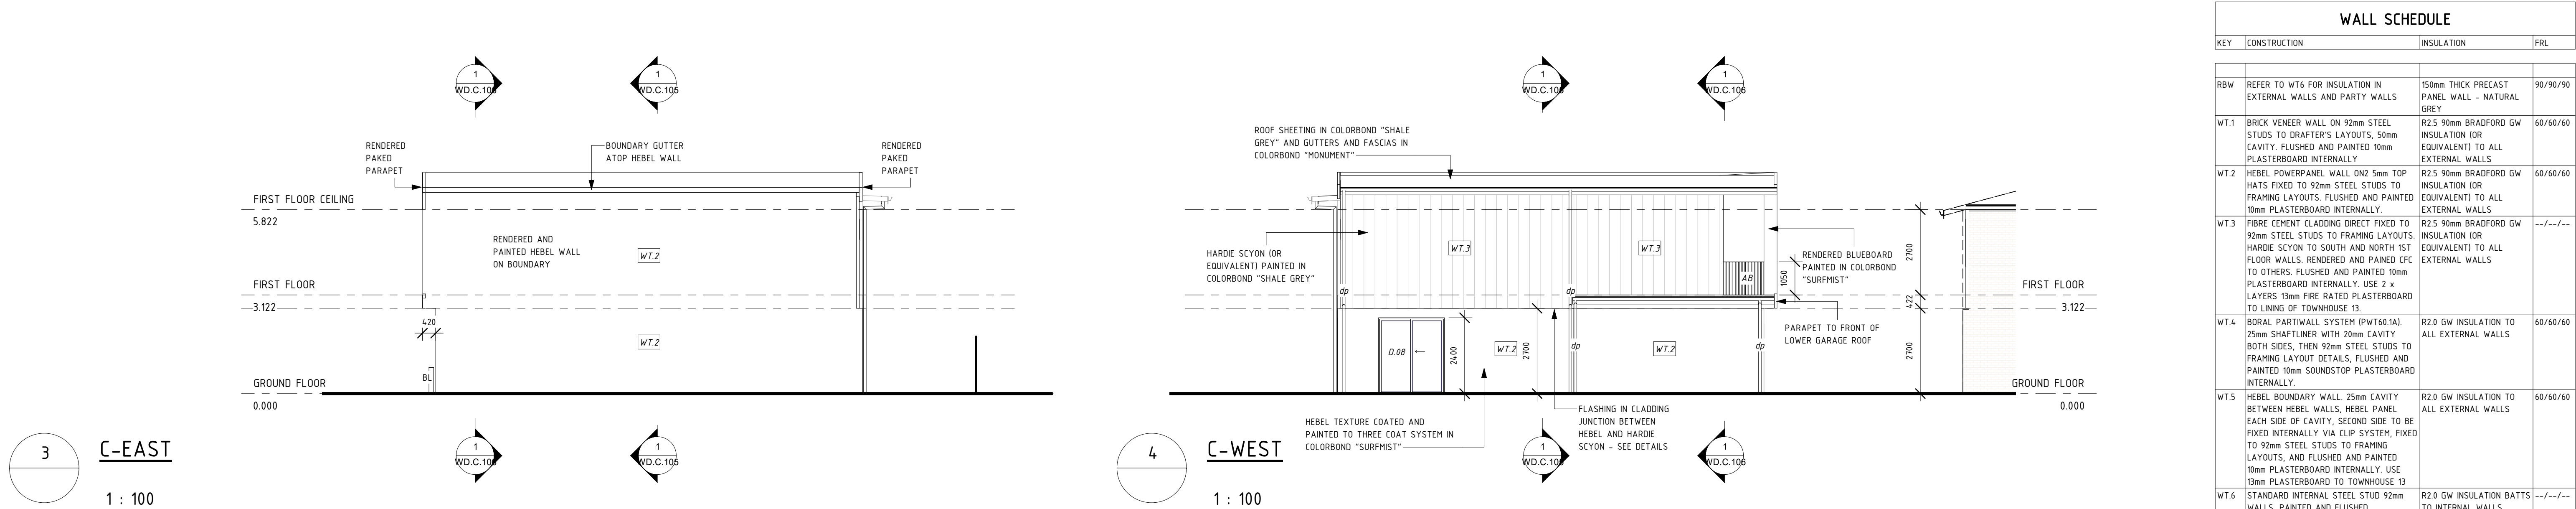 1
WD.C.105
1
WD.C.105
RENDERED
PAKED
PARAPET
BOUNDARY GUTTER
ATOP HEBEL WALL
RENDERED
PAKED
PARAPET
FIRST FLOOR CEILING
5.822
RENDERED AND
PAINTED HEBEL WALL
ON BOUNDARY
WT.2
FIRST FLOOR
3.122
420
WT.2
BL
GROUND FLOOR
0.000
1
1
WD.C.105
3
C-EAST
1 : 100
1
1
WD.C.106
ROOF SHEETING IN COLORBOND "SHALE
GREY" AND GUTTERS AND FASCIAS IN
COLORBOND "MONUMENT"
HARDIE SCYON (OR
EQUIVALENT) PAINTED IN
COLORBOND "SHALE GREY"
WT.3
WT.3
AB
1050
RENDERED BLUEBOARD
PAINTED IN COLORBOND
"SURFMIST"
2700
dp
dp
422
FIRST FLOOR
3.122
PARAPET TO FRONT OF
LOWER GARAGE ROOF
D.08
2400
WT.2
2700
dp
WT.2
dp
2700
GROUND FLOOR
0.000
HEBEL TEXTURE COATED AND
PAINTED TO THREE COAT SYSTEM IN
COLORBOND "SURFMIST"
FLASHING IN CLADDING
JUNCTION BETWEEN
HEBEL AND HARDIE
SCYON - SEE DETAILS
1
1
WD.C.106
4
C-WEST
1 : 100
WALL SCHEDULE
KEY CONSTRUCTION INSULATION FRL
RBW REFER TO WT6 FOR INSULATION IN 150mm THICK PRECAST 90/90/90
EXTERNAL WALLS AND PARTY WALLS PANEL WALL - NATURAL
GREY
WT.1 BRICK VENEER WALL ON 92mm STEEL R2.5 90mm BRADFORD GW 60/60/60
STUDS TO DRAFTER'S LAYOUTS, 50mm INSULATION (OR
CAVITY. FLUSHED AND PAINTED 10mm EQUIVALENT) TO ALL
PLASTERBOARD INTERNALLY EXTERNAL WALLS
WT.2 HEBEL POWERPANEL WALL ON2 5mm TOP R2.5 90mm BRADFORD GW 60/60/60
HATS FIXED TO 92mm STEEL STUDS TO INSULATION (OR
FRAMING LAYOUTS. FLUSHED AND PAINTED EQUIVALENT) TO ALL
10mm PLASTERBOARD INTERNALLY. EXTERNAL WALLS
WT.3 FIBRE CEMENT CLADDING DIRECT FIXED TO R2.5 90mm BRADFORD GW --/--/--
92mm STEEL STUDS TO FRAMING LAYOUTS. INSULATION (OR
HARDIE SCYON TO SOUTH AND NORTH 1ST EQUIVALENT) TO ALL
FLOOR WALLS. RENDERED AND PAINED CFC EXTERNAL WALLS
TO OTHERS. FLUSHED AND PAINTED 10mm
PLASTERBOARD INTERNALLY. USE 2 x
LAYERS 13mm FIRE RATED PLASTERBOARD
TO LINING OF TOWNHOUSE 13.
WT.4 BORAL PARTIWALL SYSTEM (PWT60.1A). R2.0 GW INSULATION TO 60/60/60
25mm SHAFTLINER WITH 20mm CAVITY ALL EXTERNAL WALLS
BOTH SIDES, THEN 92mm STEEL STUDS TO
FRAMING LAYOUT DETAILS, FLUSHED AND
PAINTED 10mm SOUNDSTOP PLASTERBOARD
INTERNALLY.
WT.5 HEBEL BOUNDARY WALL. 25mm CAVITY R2.0 GW INSULATION TO 60/60/60
BETWEEN HEBEL WALLS, HEBEL PANEL ALL EXTERNAL WALLS
EACH SIDE OF CAVITY, SECOND SIDE TO BE
FIXED INTERNALLY VIA CLIP SYSTEM, FIXED
TO 92mm STEEL STUDS TO FRAMING
LAYOUTS, AND FLUSHED AND PAINTED
10mm PLASTERBOARD INTERNALLY. USE
13mm PLASTERBOARD TO TOWNHOUSE 13
WT.6 STANDARD INTERNAL STEEL STUD 92mm R2.0 GW INSULATION BATTS --/--/--
WALLS, PAINTED AND FLUSHED TO INTERNAL WALLS